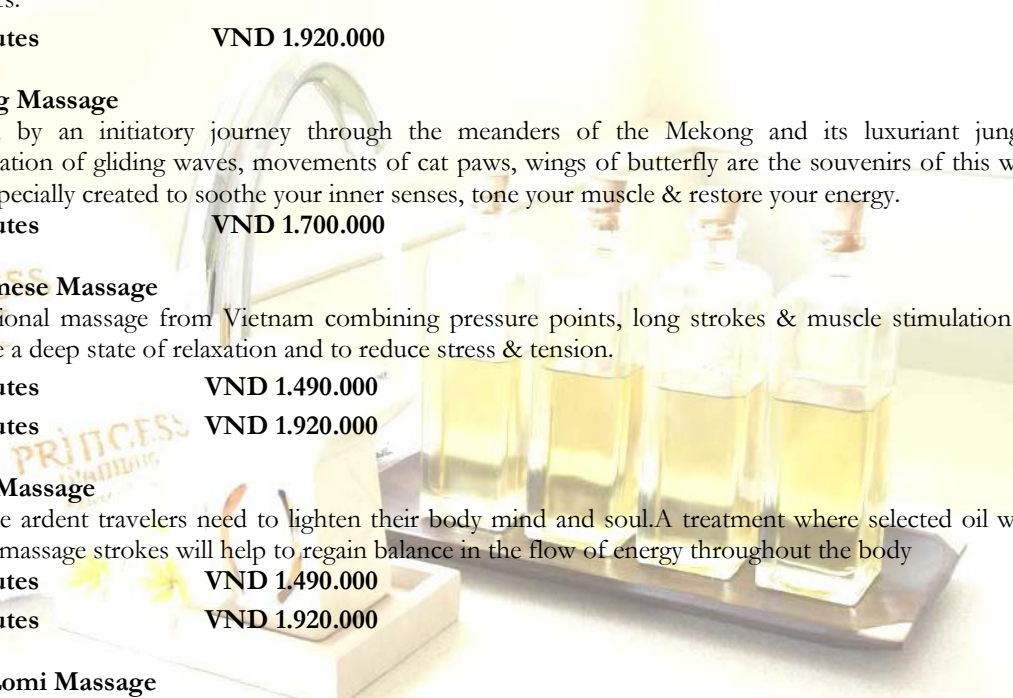 rs.
utes VND 1.920.000
g Massage
by an initiatory journey through the meanders of the Mekong and its luxuriant jung
ation of gliding waves, movements of cat paws, wings of butterfly are the souvenirs of this w
pecially created to soothe your inner senses, tone your muscle & restore your energy.
utes VND 1.700.000
nese Massage
ional massage from Vietnam combining pressure points, long strokes & muscle stimulation
e a deep state of relaxation and to reduce stress & tension.
utes VND 1.490.000
utes VND 1.920.000
PRINCESS
Massage
e ardent travelers need to lighten their body mind and soul.A treatment where selected oil w
massage strokes will help to regain balance in the flow of energy throughout the body
utes VND 1.490.000
utes VND 1.920.000
Lomi Massage